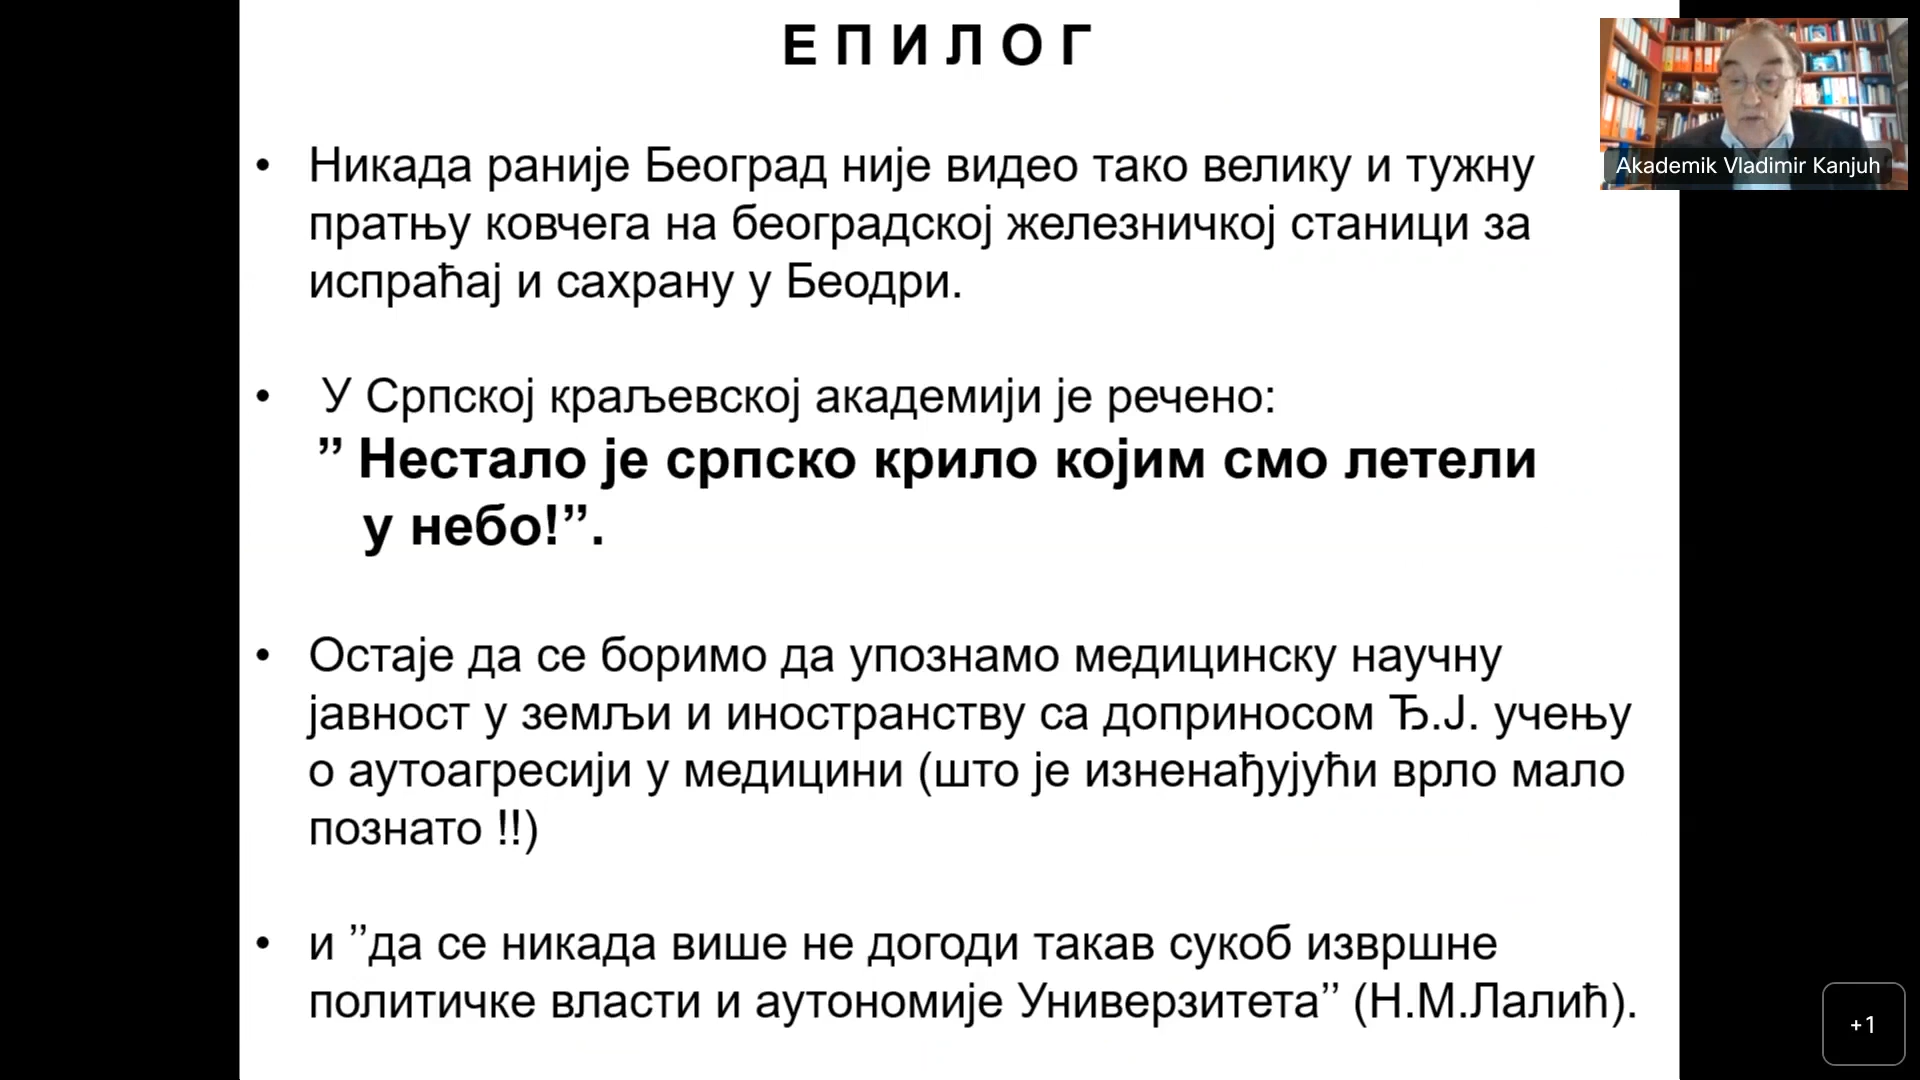 Е П И Л О Г
Akademik Vladimir Kanjuh
• Никада раније Београд није видео тако велику и тужну
пратњу ковчега на београдској железничкој станици за
испраћај и сахрану у Беодри.
• У Српској краљевској академији је речено:
” Нестало је српско крило којим смо летели
у небо!”.
• Остаје да се боримо да упознамо медицинску научну
јавност у земљи и иностранству са доприносом Ђ.Ј. учењу
о аутоагресији у медицини (што је изненађујући врло мало
познато !!)
• и ”да се никада више не догоди такав сукоб извршне
политичке власти и аутономије Универзитета” (Н.М.Лалић).
+1